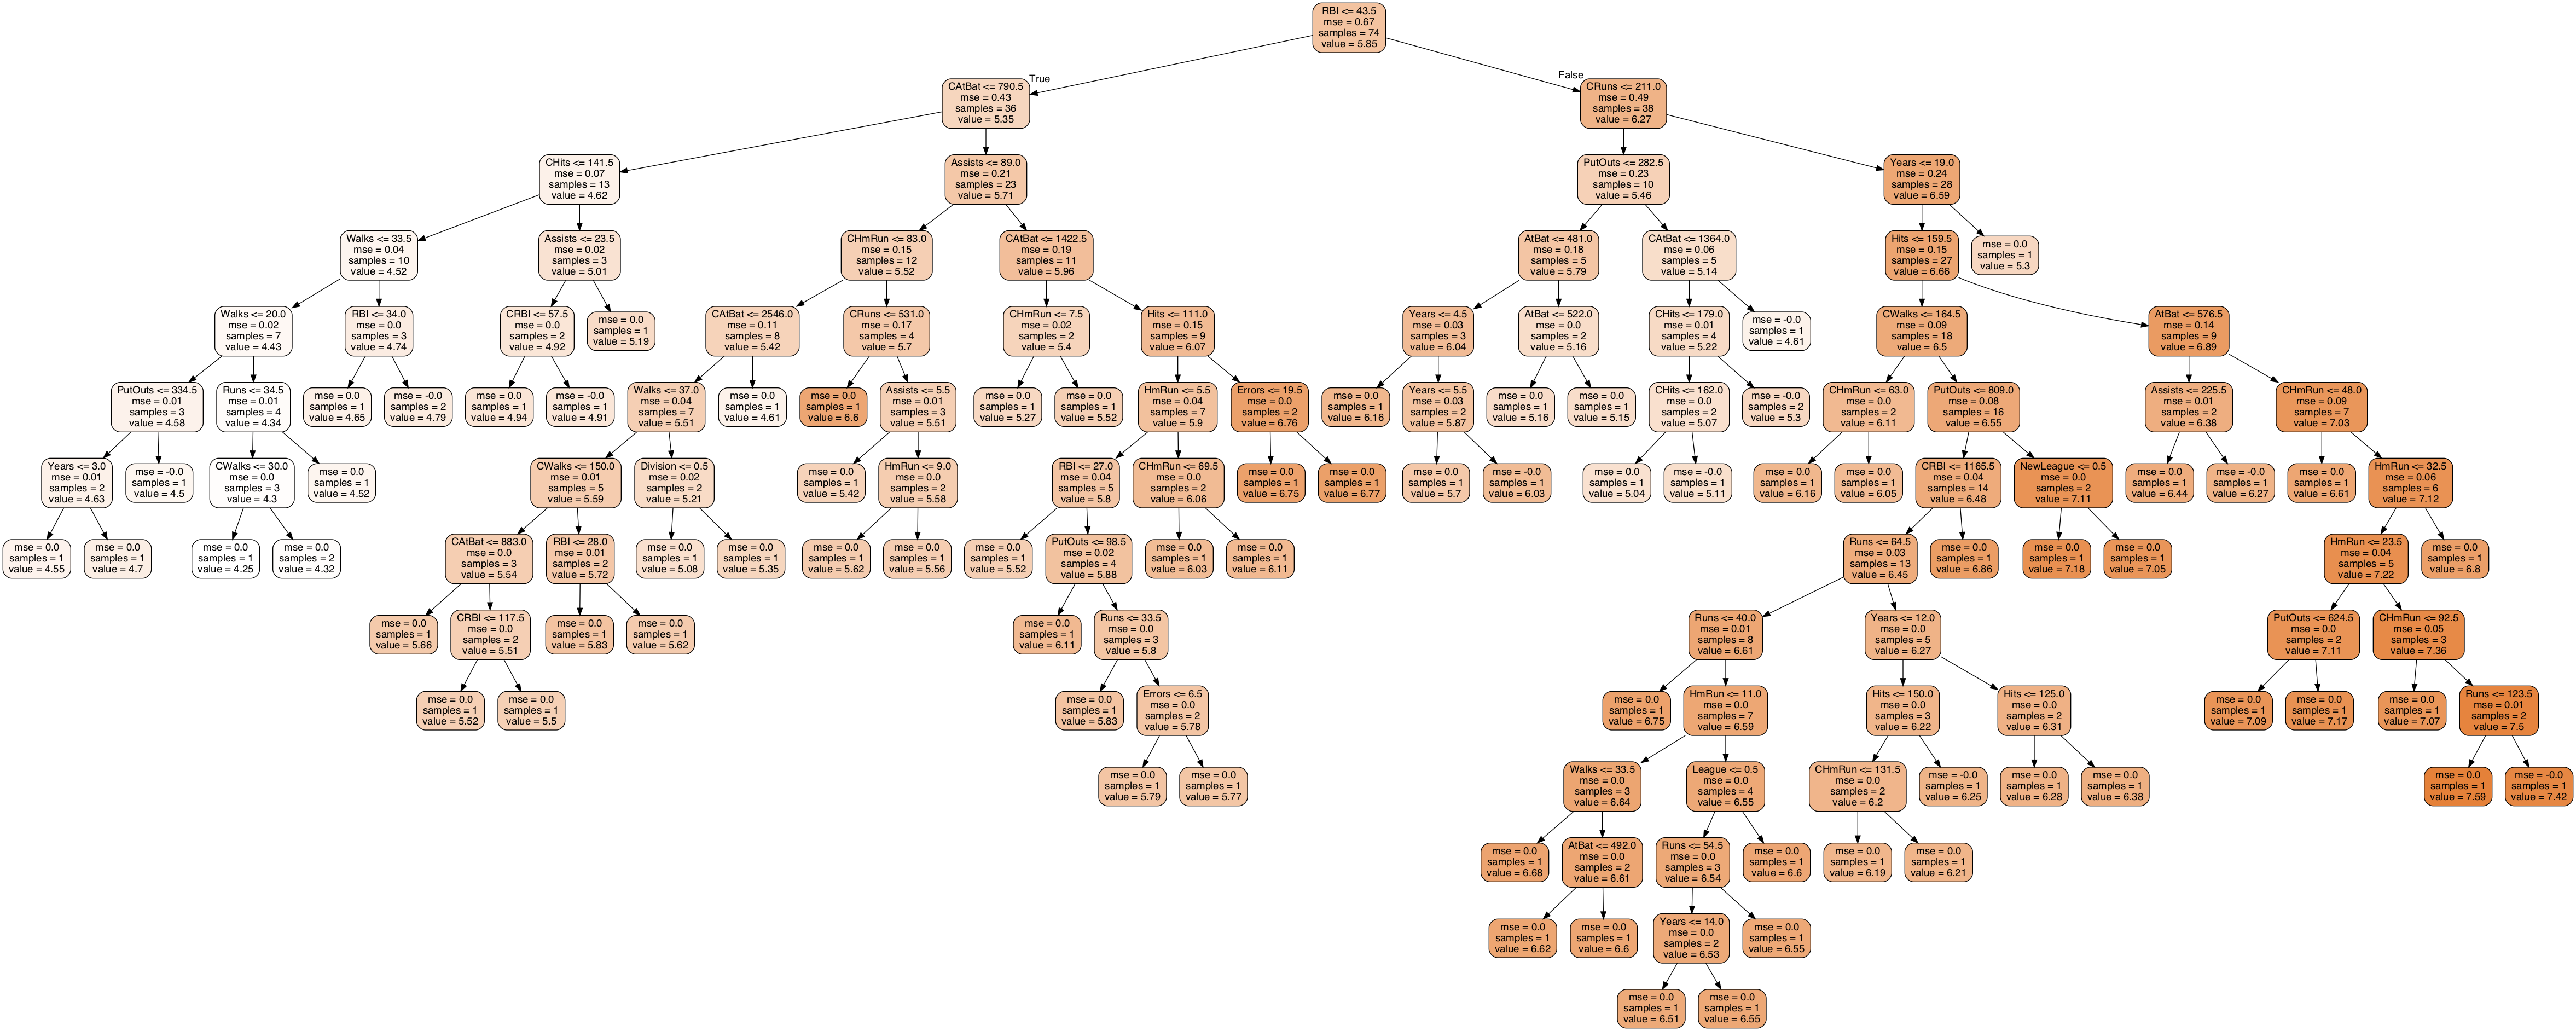 RBI <= 43.5
mse = 0.67
samples = 74
value = 5.85
True
False
CAtBat <= 790.5
mse = 0.43
samples = 36
value = 5.35
CRuns <= 211.0
mse = 0.49
samples = 38
value = 6.27
CHits <= 141.5
mse = 0.07
samples = 13
value = 4.62
Assists <= 89.0
mse = 0.21
samples = 23
value = 5.71
PutOuts <= 282.5
mse = 0.23
samples = 10
value = 5.46
Years <= 19.0
mse = 0.24
samples = 28
value = 6.59
Walks <= 33.5
mse = 0.04
samples = 10
value = 4.52
Assists <= 23.5
mse = 0.02
samples = 3
value = 5.01
CHmRun <= 83.0
mse = 0.15
samples = 12
value = 5.52
CAtBat <= 1422.5
mse = 0.19
samples = 11
value = 5.96
AtBat <= 481.0
mse = 0.18
samples = 5
value = 5.79
CAtBat <= 1364.0
mse = 0.06
samples = 5
value = 5.14
Hits <= 159.5
mse = 0.15
samples = 27
value = 6.66
mse = 0.0
samples = 1
value = 5.3
Walks <= 20.0
mse = 0.02
samples = 7
value = 4.43
RBI <= 34.0
mse = 0.0
samples = 3
value = 4.74
CRBI <= 57.5
mse = 0.0
samples = 2
value = 4.92
mse = 0.0
samples = 1
value = 5.19
CAtBat <= 2546.0
mse = 0.11
samples = 8
value = 5.42
CRuns <= 531.0
mse = 0.17
samples = 4
value = 5.7
CHmRun <= 7.5
mse = 0.02
samples = 2
value = 5.4
Hits <= 111.0
mse = 0.15
samples = 9
value = 6.07
Years <= 4.5
mse = 0.03
samples = 3
value = 6.04
AtBat <= 522.0
mse = 0.0
samples = 2
value = 5.16
CHits <= 179.0
mse = 0.01
samples = 4
value = 5.22
mse = -0.0
samples = 1
value = 4.61
CWalks <= 164.5
mse = 0.09
samples = 18
value = 6.5
AtBat <= 576.5
mse = 0.14
samples = 9
value = 6.89
PutOuts <= 334.5
mse = 0.01
samples = 3
value = 4.58
Runs <= 34.5
mse = 0.01
samples = 4
value = 4.34
mse = 0.0
samples = 1
value = 4.65
mse = -0.0
samples = 2
value = 4.79
mse = 0.0
samples = 1
value = 4.94
mse = -0.0
samples = 1
value = 4.91
Walks <= 37.0
mse = 0.04
samples = 7
value = 5.51
mse = 0.0
samples = 1
value = 4.61
mse = 0.0
samples = 1
value = 6.6
Assists <= 5.5
mse = 0.01
samples = 3
value = 5.51
mse = 0.0
samples = 1
value = 5.27
mse = 0.0
samples = 1
value = 5.52
HmRun <= 5.5
mse = 0.04
samples = 7
value = 5.9
Errors <= 19.5
mse = 0.0
samples = 2
value = 6.76
mse = 0.0
samples = 1
value = 6.16
Years <= 5.5
mse = 0.03
samples = 2
value = 5.87
mse = 0.0
samples = 1
value = 5.16
mse = 0.0
samples = 1
value = 5.15
CHits <= 162.0
mse = 0.0
samples = 2
value = 5.07
mse = -0.0
samples = 2
value = 5.3
CHmRun <= 63.0
mse = 0.0
samples = 2
value = 6.11
PutOuts <= 809.0
mse = 0.08
samples = 16
value = 6.55
Assists <= 225.5
mse = 0.01
samples = 2
value = 6.38
CHmRun <= 48.0
mse = 0.09
samples = 7
value = 7.03
Years <= 3.0
mse = 0.01
samples = 2
value = 4.63
mse = -0.0
samples = 1
value = 4.5
CWalks <= 30.0
mse = 0.0
samples = 3
value = 4.3
mse = 0.0
samples = 1
value = 4.52
CWalks <= 150.0
mse = 0.01
samples = 5
value = 5.59
Division <= 0.5
mse = 0.02
samples = 2
value = 5.21
mse = 0.0
samples = 1
value = 5.42
HmRun <= 9.0
mse = 0.0
samples = 2
value = 5.58
RBI <= 27.0
mse = 0.04
samples = 5
value = 5.8
CHmRun <= 69.5
mse = 0.0
samples = 2
value = 6.06
mse = 0.0
samples = 1
value = 6.75
mse = 0.0
samples = 1
value = 6.77
mse = 0.0
samples = 1
value = 5.7
mse = -0.0
samples = 1
value = 6.03
mse = 0.0
samples = 1
value = 5.04
mse = -0.0
samples = 1
value = 5.11
mse = 0.0
samples = 1
value = 6.16
mse = 0.0
samples = 1
value = 6.05
CRBI <= 1165.5
mse = 0.04
samples = 14
value = 6.48
NewLeague <= 0.5
mse = 0.0
samples = 2
value = 7.11
mse = 0.0
samples = 1
value = 6.44
mse = -0.0
samples = 1
value = 6.27
mse = 0.0
samples = 1
value = 6.61
HmRun <= 32.5
mse = 0.06
samples = 6
value = 7.12
mse = 0.0
samples = 1
value = 4.55
mse = 0.0
samples = 1
value = 4.7
mse = 0.0
samples = 1
value = 4.25
mse = 0.0
samples = 2
value = 4.32
CAtBat <= 883.0
mse = 0.0
samples = 3
value = 5.54
RBI <= 28.0
mse = 0.01
samples = 2
value = 5.72
mse = 0.0
samples = 1
value = 5.08
mse = 0.0
samples = 1
value = 5.35
mse = 0.0
samples = 1
value = 5.62
mse = 0.0
samples = 1
value = 5.56
mse = 0.0
samples = 1
value = 5.52
PutOuts <= 98.5
mse = 0.02
samples = 4
value = 5.88
mse = 0.0
samples = 1
value = 6.03
mse = 0.0
samples = 1
value = 6.11
Runs <= 64.5
mse = 0.03
samples = 13
value = 6.45
mse = 0.0
samples = 1
value = 6.86
mse = 0.0
samples = 1
value = 7.18
mse = 0.0
samples = 1
value = 7.05
HmRun <= 23.5
mse = 0.04
samples = 5
value = 7.22
mse = 0.0
samples = 1
value = 6.8
mse = 0.0
samples = 1
value = 5.66
CRBI <= 117.5
mse = 0.0
samples = 2
value = 5.51
mse = 0.0
samples = 1
value = 5.83
mse = 0.0
samples = 1
value = 5.62
mse = 0.0
samples = 1
value = 6.11
Runs <= 33.5
mse = 0.0
samples = 3
value = 5.8
Runs <= 40.0
mse = 0.01
samples = 8
value = 6.61
Years <= 12.0
mse = 0.0
samples = 5
value = 6.27
PutOuts <= 624.5
mse = 0.0
samples = 2
value = 7.11
CHmRun <= 92.5
mse = 0.05
samples = 3
value = 7.36
mse = 0.0
samples = 1
value = 5.52
mse = 0.0
samples = 1
value = 5.5
mse = 0.0
samples = 1
value = 5.83
Errors <= 6.5
mse = 0.0
samples = 2
value = 5.78
mse = 0.0
samples = 1
value = 6.75
HmRun <= 11.0
mse = 0.0
samples = 7
value = 6.59
Hits <= 150.0
mse = 0.0
samples = 3
value = 6.22
Hits <= 125.0
mse = 0.0
samples = 2
value = 6.31
mse = 0.0
samples = 1
value = 7.09
mse = 0.0
samples = 1
value = 7.17
mse = 0.0
samples = 1
value = 7.07
Runs <= 123.5
mse = 0.01
samples = 2
value = 7.5
mse = 0.0
samples = 1
value = 5.79
mse = 0.0
samples = 1
value = 5.77
Walks <= 33.5
mse = 0.0
samples = 3
value = 6.64
League <= 0.5
mse = 0.0
samples = 4
value = 6.55
CHmRun <= 131.5
mse = 0.0
samples = 2
value = 6.2
mse = -0.0
samples = 1
value = 6.25
mse = 0.0
samples = 1
value = 6.28
mse = 0.0
samples = 1
value = 6.38
mse = 0.0
samples = 1
value = 7.59
mse = -0.0
samples = 1
value = 7.42
mse = 0.0
samples = 1
value = 6.68
AtBat <= 492.0
mse = 0.0
samples = 2
value = 6.61
Runs <= 54.5
mse = 0.0
samples = 3
value = 6.54
mse = 0.0
samples = 1
value = 6.6
mse = 0.0
samples = 1
value = 6.19
mse = 0.0
samples = 1
value = 6.21
mse = 0.0
samples = 1
value = 6.62
mse = 0.0
samples = 1
value = 6.6
Years <= 14.0
mse = 0.0
samples = 2
value = 6.53
mse = 0.0
samples = 1
value = 6.55
mse = 0.0
samples = 1
value = 6.51
mse = 0.0
samples = 1
value = 6.55